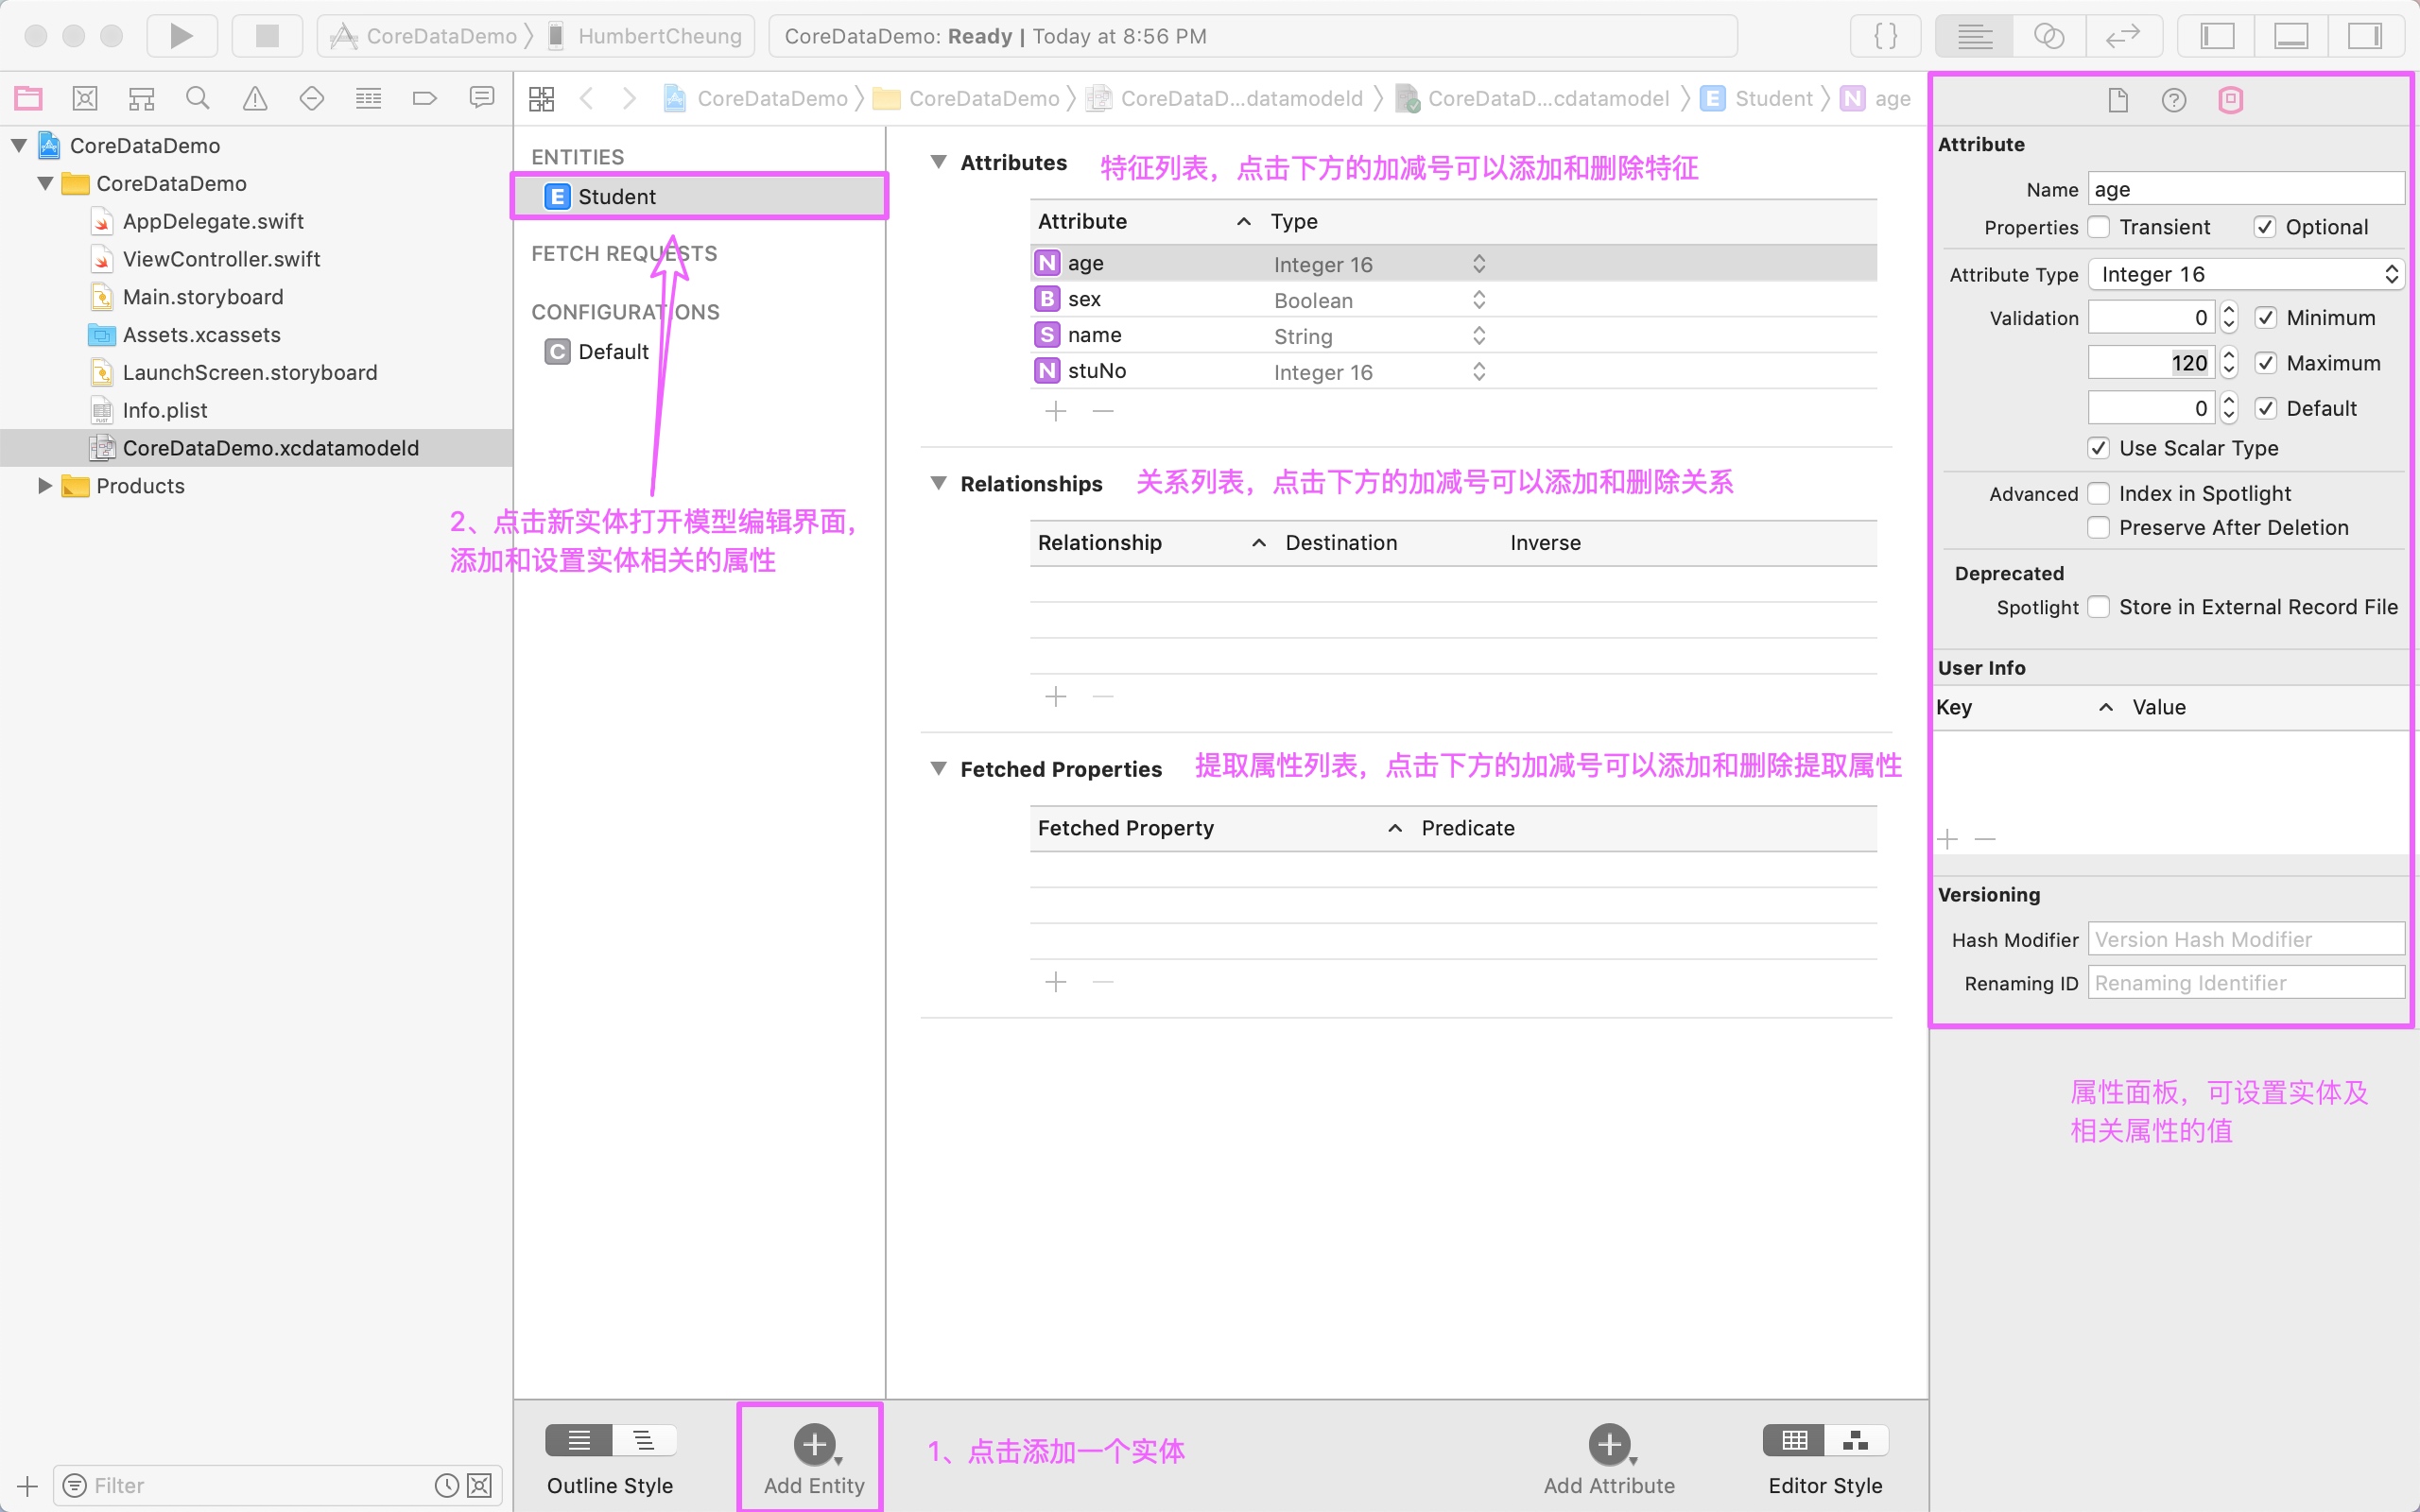 CoreDataDemo
HumbertCheung
CoreDataDemo: Ready | Today at 8:56 PM
CoreDataDemo
CoreDataDemo
CoreDataD...datamodeld
CoreDataD...cdatamodel
E Student
N age
CoreDataDemo
CoreDataDemo
AppDelegate.swift
ViewController.swift
Main.storyboard
Assets.xcassets
LaunchScreen.storyboard
Info.plist
CoreDataDemo.xcdatamodeld
Products
Filter
ENTITIES
E Student
FETCH REQUESTS
CONFIGURATIONS
C Default
2、点击新实体打开模型编辑界面，
添加和设置实体相关的属性
Attributes 特征列表，点击下方的加减号可以添加和删除特征
Attribute Type
N age Integer 16
B sex Boolean
S name String
N stuNo Integer 16
Relationships 关系列表，点击下方的加减号可以添加和删除关系
Relationship Destination Inverse
Fetched Properties 提取属性列表，点击下方的加减号可以添加和删除提取属性
Fetched Property Predicate
Outline Style
Add Entity
1、点击添加一个实体
Add Attribute
Editor Style
Attribute
Name age
Properties Transient Optional
Attribute Type Integer 16
Validation 0 Minimum
120 Maximum
0 Default
Use Scalar Type
Advanced Index in Spotlight
Preserve After Deletion
Deprecated
Spotlight Store in External Record File
User Info
Key Value
Versioning
Hash Modifier Version Hash Modifier
Renaming ID Renaming Identifier
属性面板，可设置实体及
相关属性的值